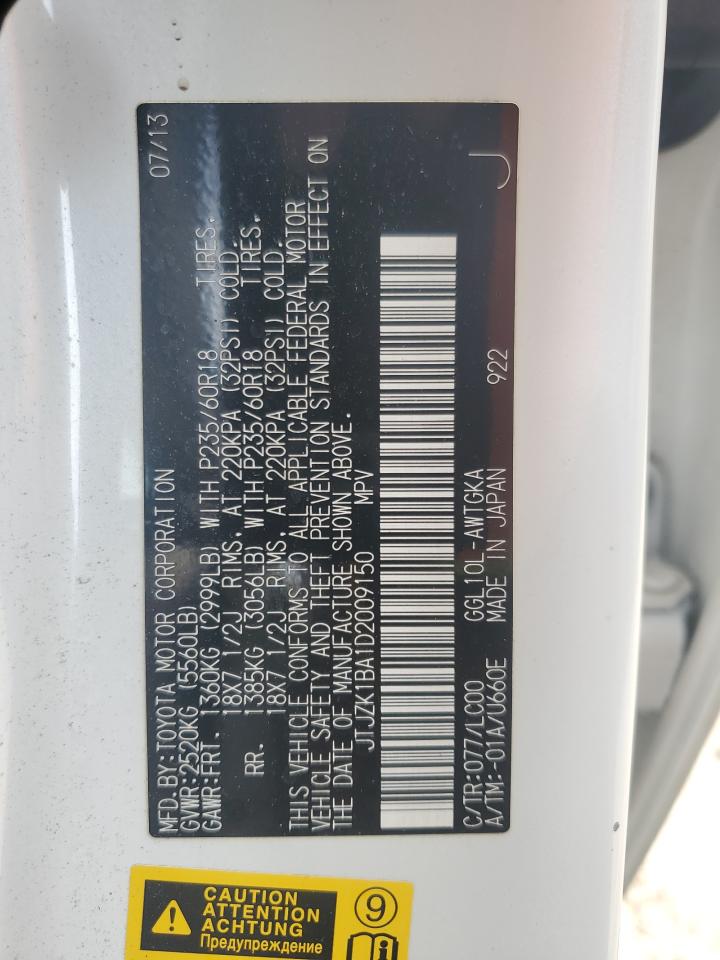 MFD.BY:TOYOTA MOTOR CORPORATION 07/13
GVWR:2520KG (5560LB)
GAWR:FRT. 1360KG (2999LB) WITH P235/60R18 TIRES,
18X7 1/2J RIMS, AT 220KPA (32PSI) COLD.
RR. 1385KG (3056LB) WITH P235/60R18 TIRES,
18X7 1/2J RIMS, AT 220KPA (32PSI) COLD.
THIS VEHICLE CONFORMS TO ALL APPLICABLE FEDERAL MOTOR
VEHICLE SAFETY AND THEFT PREVENTION STANDARDS IN EFFECT ON
THE DATE OF MANUFACTURE SHOWN ABOVE.
JTJZK1BA1D2009150 MPV
C/TR:077/LC00 GGL10L-AWTGKA
A/TM:-01A/U660E MADE IN JAPAN 922 J
CAUTION
ATTENTION
ACHTUNG
Предупреждение
9